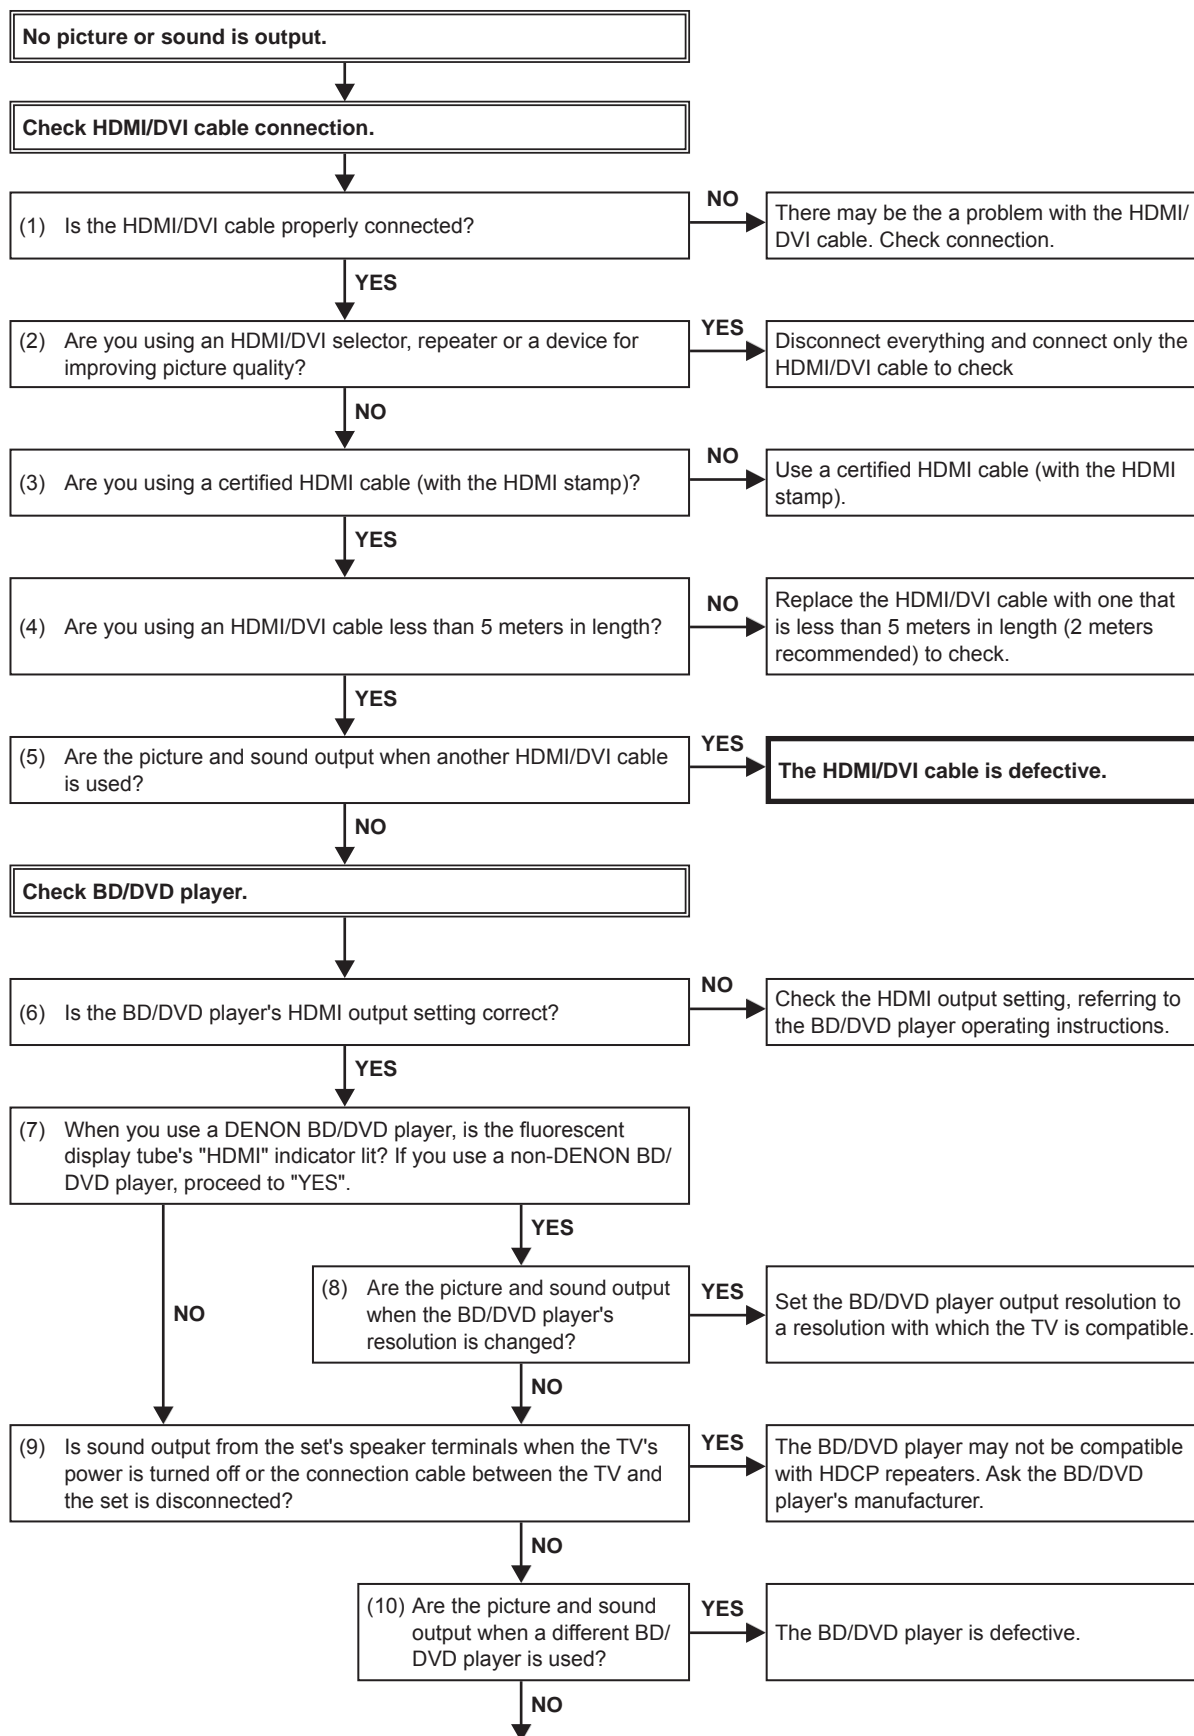 No picture or sound is output.
Check HDMI/DVI cable connection.
(1) Is the HDMI/DVI cable properly connected?
NO
There may be the a problem with the HDMI/
DVI cable. Check connection.
YES
(2) Are you using an HDMI/DVI selector, repeater or a device for
improving picture quality?
YES
Disconnect everything and connect only the
HDMI/DVI cable to check
NO
(3) Are you using a certified HDMI cable (with the HDMI stamp)?
NO
Use a certified HDMI cable (with the HDMI
stamp).
YES
(4) Are you using an HDMI/DVI cable less than 5 meters in length?
NO
Replace the HDMI/DVI cable with one that
is less than 5 meters in length (2 meters
recommended) to check.
YES
(5) Are the picture and sound output when another HDMI/DVI cable
is used?
YES
The HDMI/DVI cable is defective.
NO
Check BD/DVD player.
(6) Is the BD/DVD player's HDMI output setting correct?
NO
Check the HDMI output setting, referring to
the BD/DVD player operating instructions.
YES
(7) When you use a DENON BD/DVD player, is the fluorescent
display tube's "HDMI" indicator lit? If you use a non-DENON BD/
DVD player, proceed to "YES".
YES
NO
(8) Are the picture and sound output
when the BD/DVD player's
resolution is changed?
YES
Set the BD/DVD player output resolution to
a resolution with which the TV is compatible.
NO
(9) Is sound output from the set's speaker terminals when the TV's
power is turned off or the connection cable between the TV and
the set is disconnected?
YES
The BD/DVD player may not be compatible
with HDCP repeaters. Ask the BD/DVD
player's manufacturer.
NO
(10) Are the picture and sound
output when a different BD/
DVD player is used?
YES
The BD/DVD player is defective.
NO